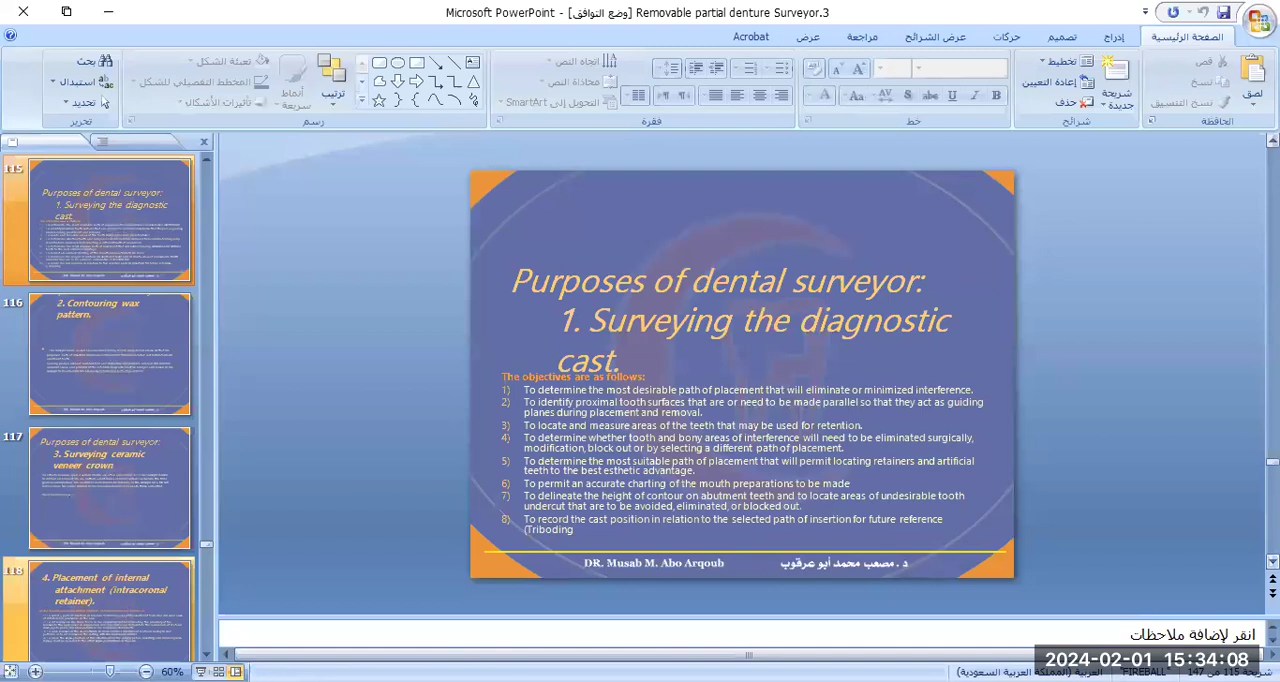 Microsoft PowerPoint - [وضع التوافق] Removable partial denture Surveyor.3
الصفحة الرئيسية
إدراج
تصميم
حركات
عرض الشرائح
مراجعة
عرض
Acrobat
لصق
قص
نسخ
نسخ التنسيق
الحافظة
شريحة جديدة
تخطيط
إعادة التعيين
حذف
شرائح
خط
اتجاه النص
محاذاة النص
التحويل إلى SmartArt
فقرة
ترتيب
أنماط سريعة
تعبئة الشكل
المخطط التفصيلي للشكل
تأثيرات الأشكال
رسم
بحث
استبدال
تحديد
تحرير
115
Purposes of dental surveyor:
1. Surveying the diagnostic
cast.
116
2. Contouring wax
pattern.
117
Purposes of dental surveyor:
3. Surveying ceramic
veneer crown
118
4. Placement of internal
attachment (intracoronal
retainer).
Purposes of dental surveyor:
1. Surveying the diagnostic
cast.
The objectives are as follows:
1) To determine the most desirable path of placement that will eliminate or minimized interference.
2) To identify proximal tooth surfaces that are or need to be made parallel so that they act as guiding
planes during placement and removal.
3) To locate and measure areas of the teeth that may be used for retention.
4) To determine whether tooth and bony areas of interference will need to be eliminated surgically,
modification, block out or by selecting a different path of placement.
5) To determine the most suitable path of placement that will permit locating retainers and artificial
teeth to the best esthetic advantage.
6) To permit an accurate charting of the mouth preparations to be made
7) To delineate the height of contour on abutment teeth and to locate areas of undesirable tooth
undercut that are to be avoided, eliminated, or blocked out.
8) To record the cast position in relation to the selected path of insertion for future reference
(Triboding
DR. Musab M. Abo Arqoub
د . مصعب محمد أبو عرقوب
انقر لإضافة ملاحظات
2024-02-01 15:34:08
شريحة 115 من 147
"FIREBALL"
العربية (المملكة العربية السعودية)
60%